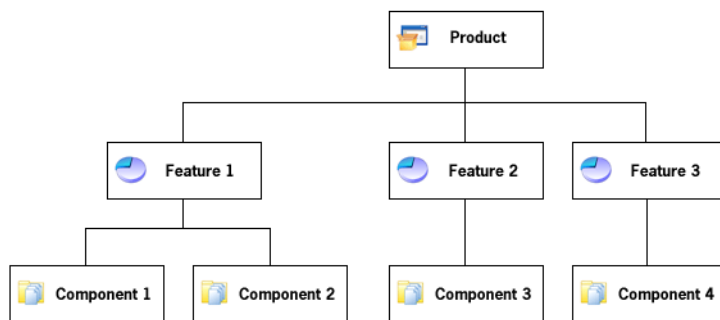 Product
Feature 1
Feature 2
Feature 3
Component 1
Component 2
Component 3
Component 4